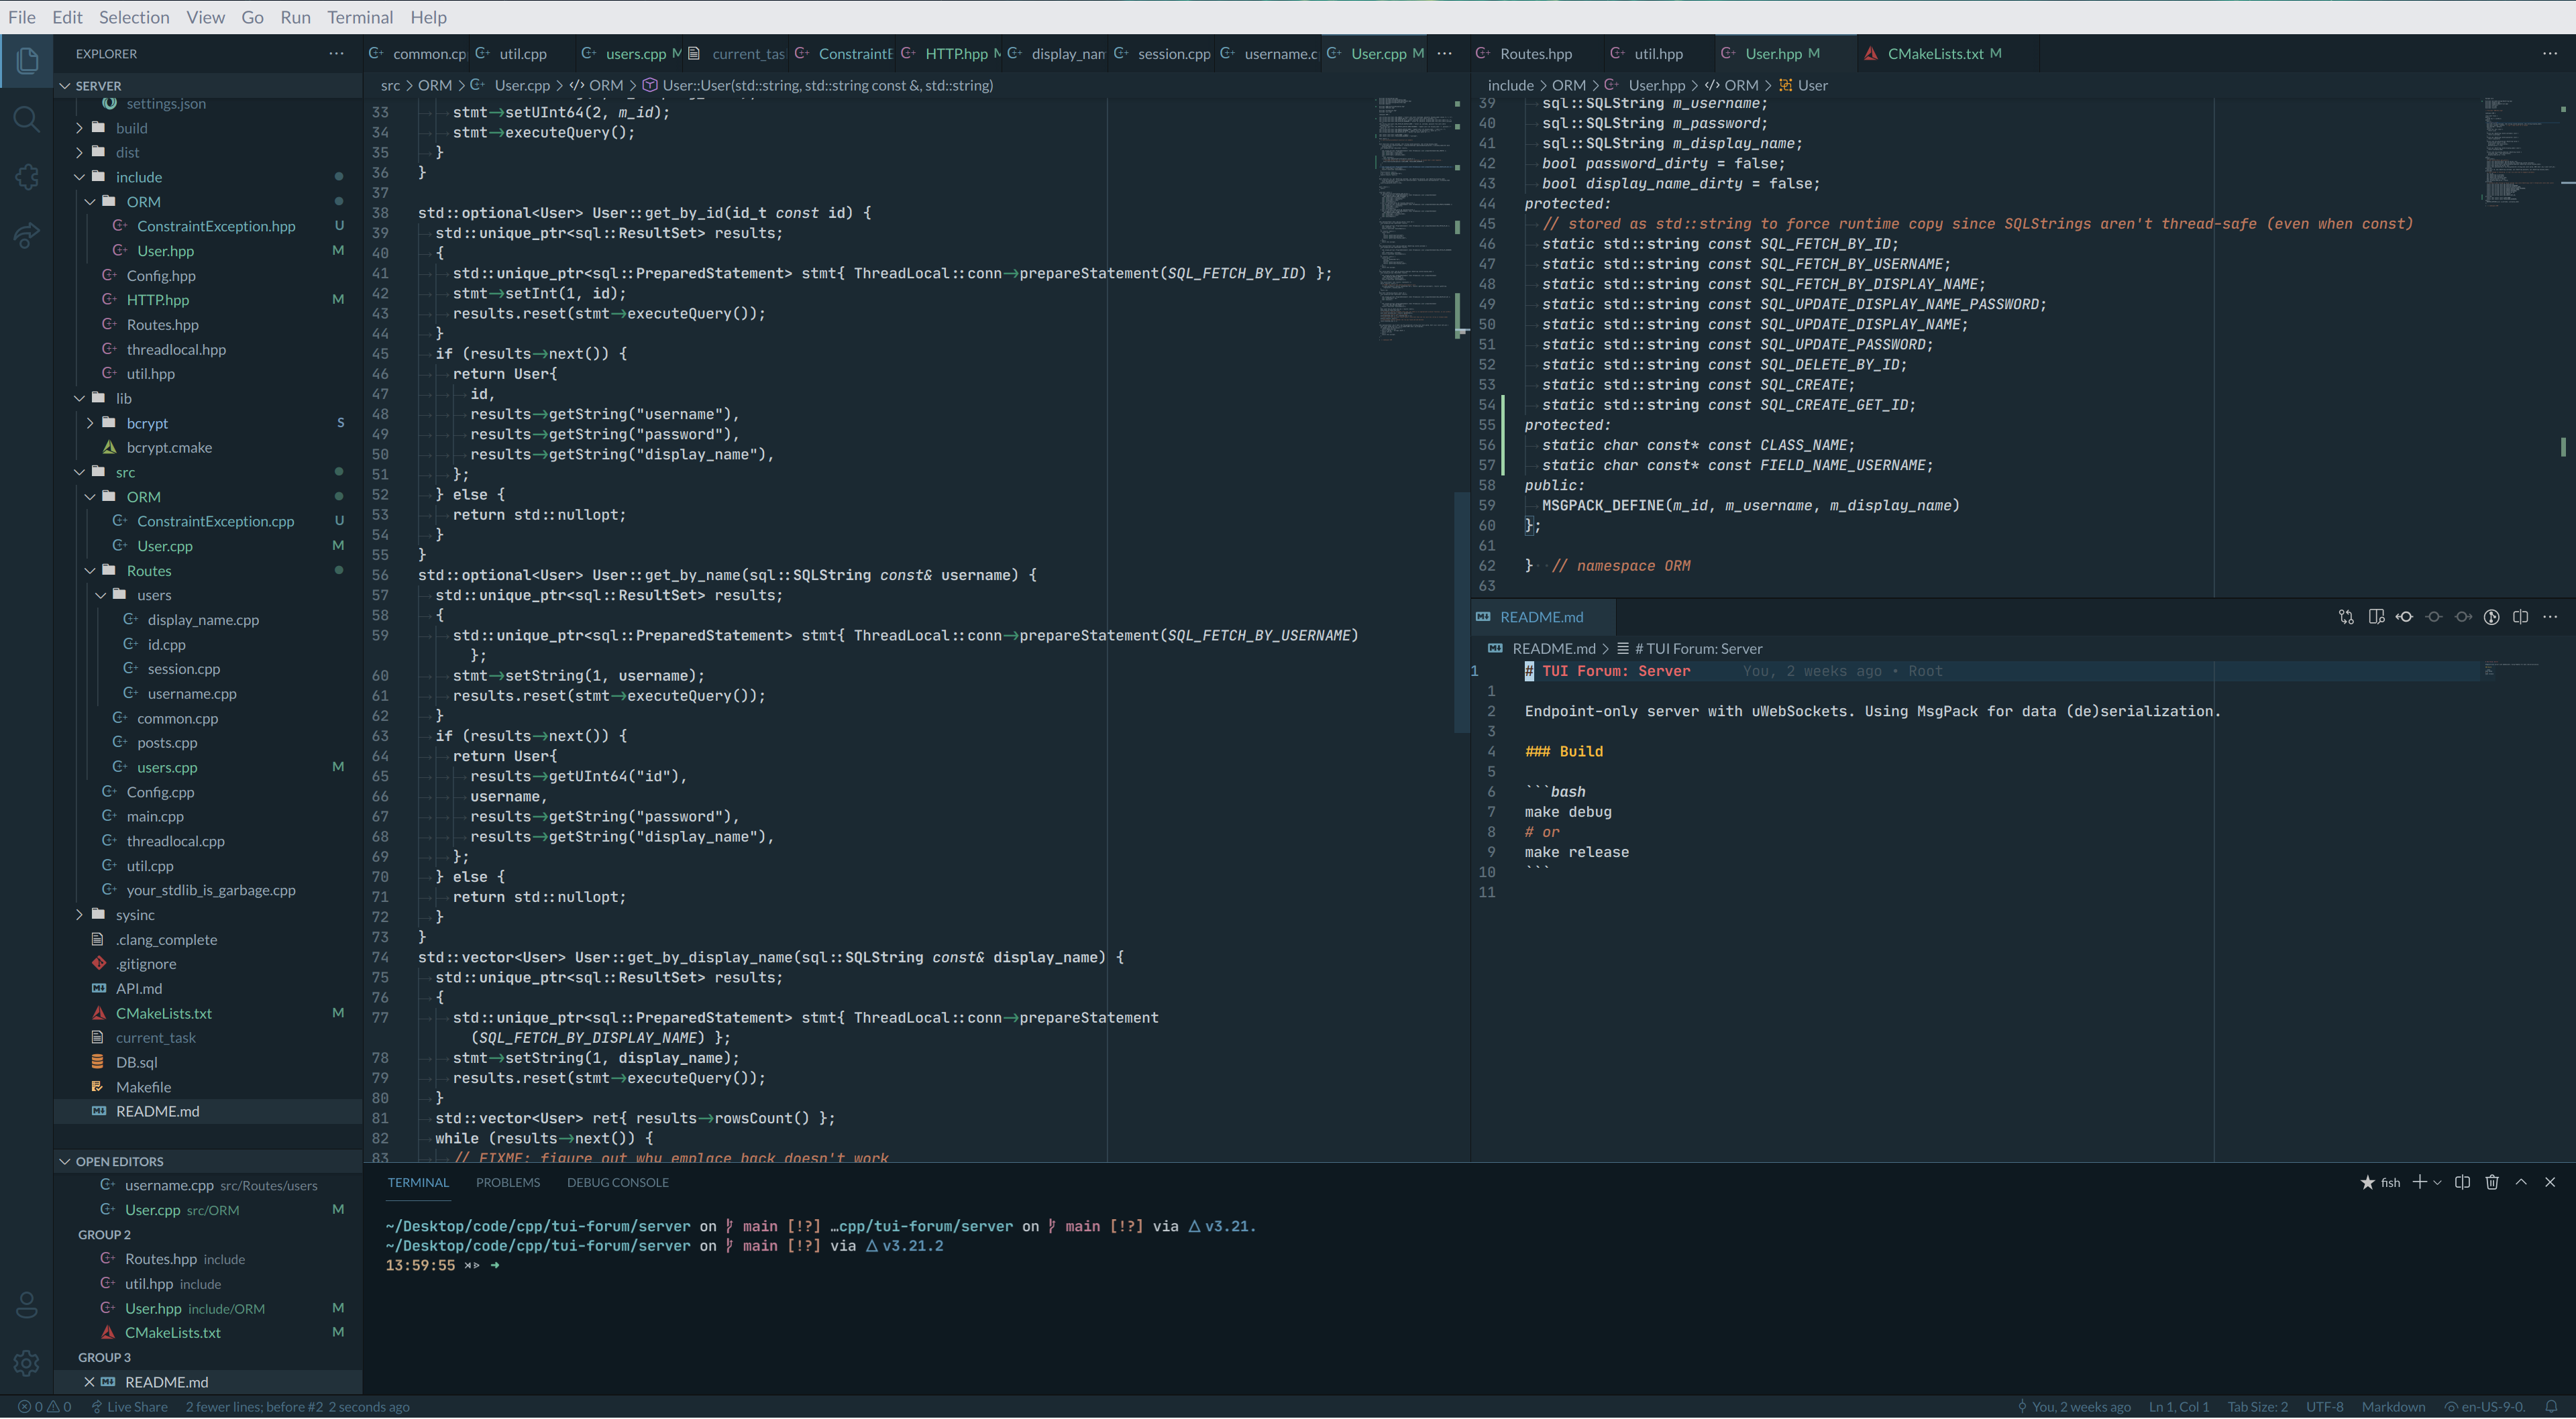 File Edit Selection View Go Run Terminal Help
EXPLORER ···
SERVER
settings.json
build
dist
include
ORM
ConstraintException.hpp U
User.hpp M
Config.hpp
HTTP.hpp M
Routes.hpp
threadlocal.hpp
util.hpp
lib
bcrypt S
bcrypt.cmake
src
ORM
ConstraintException.cpp U
User.cpp M
Routes
users
display_name.cpp
id.cpp
session.cpp
username.cpp
common.cpp
posts.cpp
users.cpp M
Config.cpp
main.cpp
threadlocal.cpp
util.cpp
your_stdlib_is_garbage.cpp
sysinc
.clang_complete
.gitignore
API.md
CMakeLists.txt M
current_task
DB.sql
Makefile
README.md
OPEN EDITORS
username.cpp src/Routes/users
User.cpp src/ORM M
GROUP 2
Routes.hpp include
util.hpp include
User.hpp include/ORM M
CMakeLists.txt M
GROUP 3
README.md
common.cp util.cpp users.cpp M current_tas ConstraintE HTTP.hpp M display_nam session.cpp username.c User.cpp M ···
src > ORM > User.cpp > ORM > User::User(std::string, std::string const &, std::string)
33 stmt->setUInt64(2, m_id);
34 stmt->executeQuery();
35 }
36 }
37
38 std::optional<User> User::get_by_id(id_t const id) {
39 std::unique_ptr<sql::ResultSet> results;
40 {
41 std::unique_ptr<sql::PreparedStatement> stmt{ ThreadLocal::conn->prepareStatement(SQL_FETCH_BY_ID) };
42 stmt->setInt(1, id);
43 results.reset(stmt->executeQuery());
44 }
45 if (results->next()) {
46 return User{
47 id,
48 results->getString("username"),
49 results->getString("password"),
50 results->getString("display_name"),
51 };
52 } else {
53 return std::nullopt;
54 }
55 }
56 std::optional<User> User::get_by_name(sql::SQLString const& username) {
57 std::unique_ptr<sql::ResultSet> results;
58 {
59 std::unique_ptr<sql::PreparedStatement> stmt{ ThreadLocal::conn->prepareStatement(SQL_FETCH_BY_USERNAME)
};
60 stmt->setString(1, username);
61 results.reset(stmt->executeQuery());
62 }
63 if (results->next()) {
64 return User{
65 results->getUInt64("id"),
66 username,
67 results->getString("password"),
68 results->getString("display_name"),
69 };
70 } else {
71 return std::nullopt;
72 }
73 }
74 std::vector<User> User::get_by_display_name(sql::SQLString const& display_name) {
75 std::unique_ptr<sql::ResultSet> results;
76 {
77 std::unique_ptr<sql::PreparedStatement> stmt{ ThreadLocal::conn->prepareStatement
(SQL_FETCH_BY_DISPLAY_NAME) };
78 stmt->setString(1, display_name);
79 results.reset(stmt->executeQuery());
80 }
81 std::vector<User> ret{ results->rowsCount() };
82 while (results->next()) {
83 // FIXME: figure out why emplace_back doesn't work
Routes.hpp util.hpp User.hpp M CMakeLists.txt M ···
include > ORM > User.hpp > ORM > User
39 sql::SQLString m_username;
40 sql::SQLString m_password;
41 sql::SQLString m_display_name;
42 bool password_dirty = false;
43 bool display_name_dirty = false;
44 protected:
45 // stored as std::string to force runtime copy since SQLStrings aren't thread-safe (even when const)
46 static std::string const SQL_FETCH_BY_ID;
47 static std::string const SQL_FETCH_BY_USERNAME;
48 static std::string const SQL_FETCH_BY_DISPLAY_NAME;
49 static std::string const SQL_UPDATE_DISPLAY_NAME_PASSWORD;
50 static std::string const SQL_UPDATE_DISPLAY_NAME;
51 static std::string const SQL_UPDATE_PASSWORD;
52 static std::string const SQL_DELETE_BY_ID;
53 static std::string const SQL_CREATE;
54 static std::string const SQL_CREATE_GET_ID;
55 protected:
56 static char const* const CLASS_NAME;
57 static char const* const FIELD_NAME_USERNAME;
58 public:
59 MSGPACK_DEFINE(m_id, m_username, m_display_name)
60 };
61
62 } // namespace ORM
63
README.md ···
README.md > # TUI Forum: Server
1 # TUI Forum: Server You, 2 weeks ago • Root
1
2 Endpoint-only server with uWebSockets. Using MsgPack for data (de)serialization.
3
4 ### Build
5
6 ```bash
7 make debug
8 # or
9 make release
10 ```
11
TERMINAL PROBLEMS DEBUG CONSOLE fish
~/Desktop/code/cpp/tui-forum/server on main [!?] …cpp/tui-forum/server on main [!?] via △ v3.21.
~/Desktop/code/cpp/tui-forum/server on main [!?] via △ v3.21.2
13:59:55 ➜
0 0 Live Share 2 fewer lines; before #2 2 seconds ago You, 2 weeks ago Ln 1, Col 1 Tab Size: 2 UTF-8 Markdown en-US-9-0.